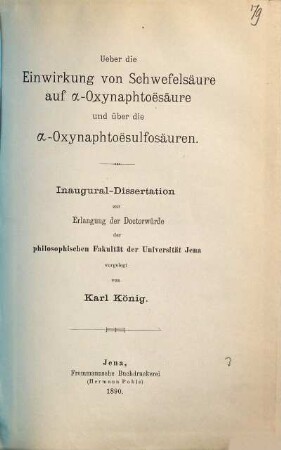 79
Ueber die
Einwirkung von Schwefelsäure
auf α-Oxynaphtoësäure
und über die
α-Oxynaphtoësulfosäuren.
Inaugural-Dissertation
zur
Erlangung der Doctorwürde
der
philosophischen Fakultät der Universität Jena
vorgelegt
von
Karl König.
Jena,
Frommannsche Buchdruckerei
(Hermann Pohle)
1890.